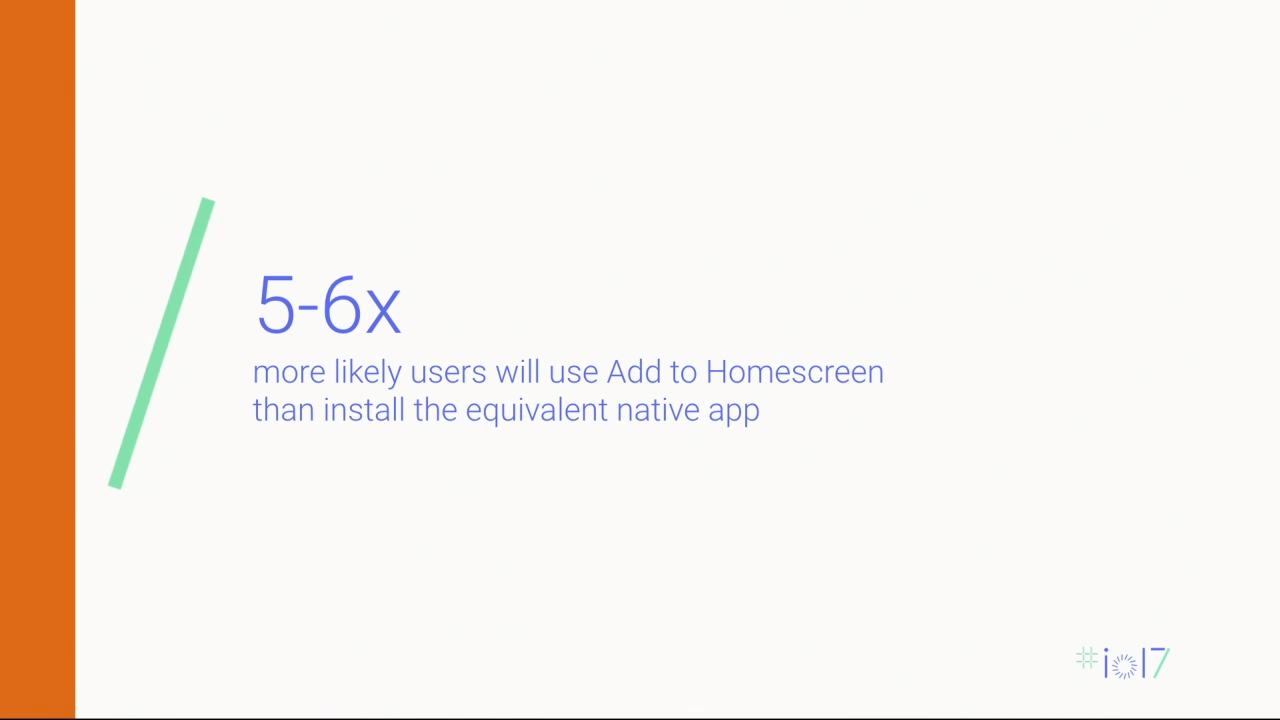 5-6x
more likely users will use Add to Homescreen
than install the equivalent native app
#io17